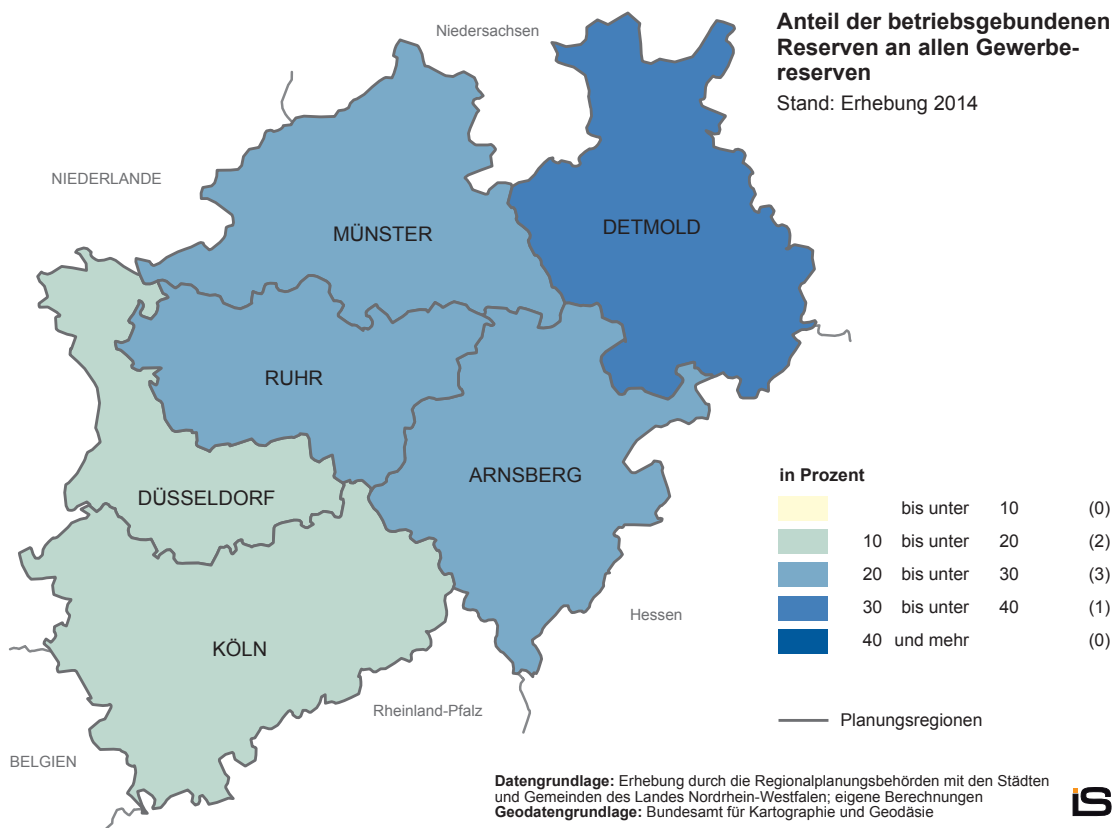 Anteil der betriebsgebundenen
Reserven an allen Gewerbe-
reserven
Stand: Erhebung 2014
Niedersachsen
NIEDERLANDE
MÜNSTER
DETMOLD
RUHR
ARNSBERG
DÜSSELDORF
KÖLN
Hessen
Rheinland-Pfalz
BELGIEN
in Prozent
bis unter 10 (0)
10 bis unter 20 (2)
20 bis unter 30 (3)
30 bis unter 40 (1)
40 und mehr (0)
Planungsregionen
Datengrundlage: Erhebung durch die Regionalplanungsbehörden mit den Städten
und Gemeinden des Landes Nordrhein-Westfalen; eigene Berechnungen
Geodatengrundlage: Bundesamt für Kartographie und Geodäsie
iS